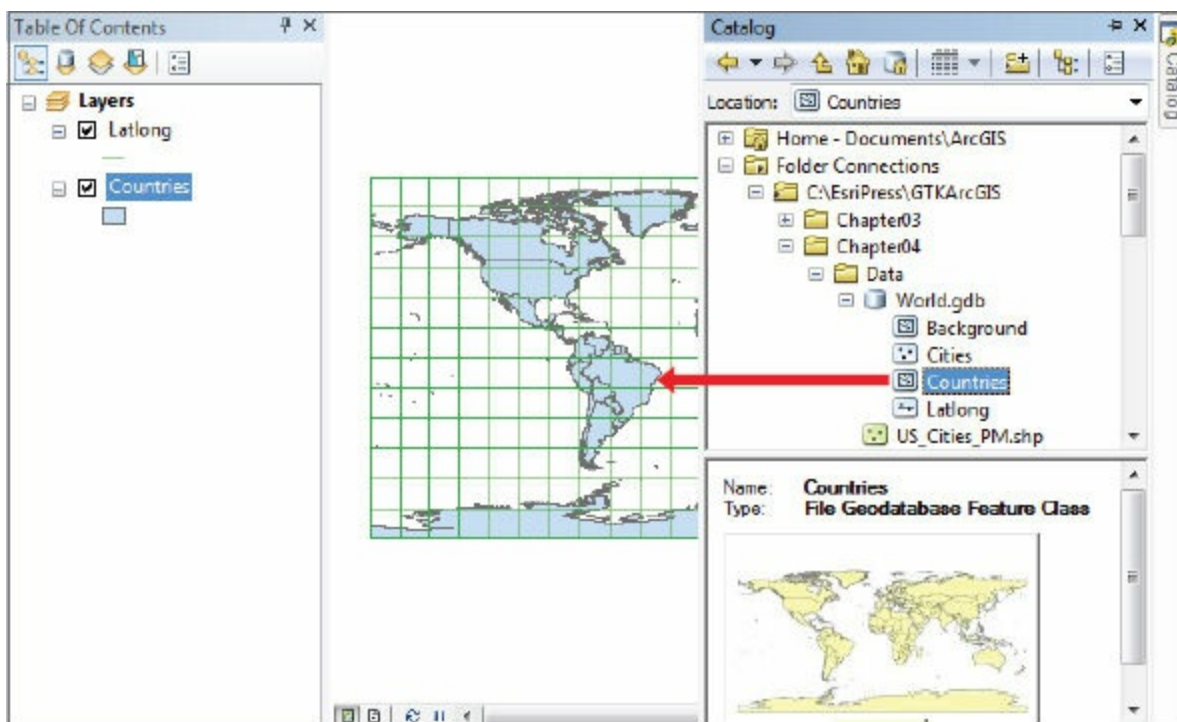 Table Of Contents
Layers
Latlong
Countries
Catalog
Location: Countries
Home - Documents\ArcGIS
Folder Connections
C:\EsriPress\GTKArcGIS
Chapter03
Chapter04
Data
World.gdb
Background
Cities
Countries
Latlong
US_Cities_PM.shp
Name: Countries
Type: File Geodatabase Feature Class
Catalog